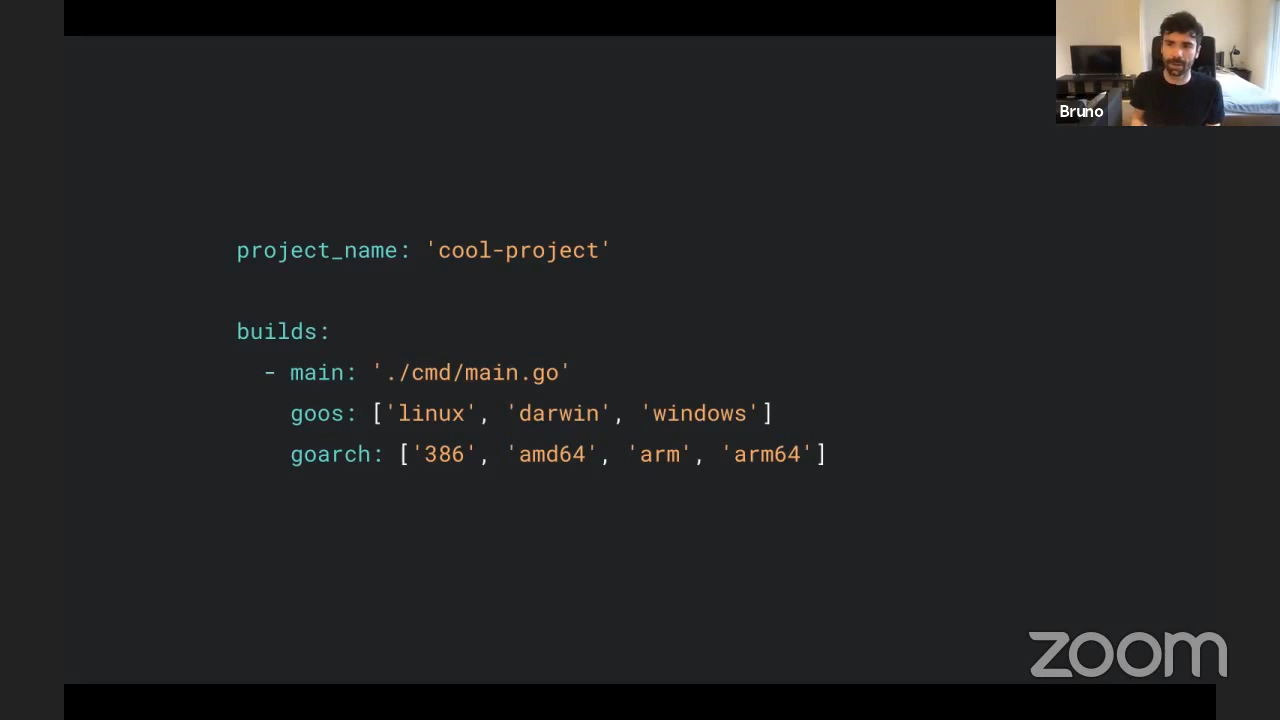 Bruno
project_name: 'cool-project'
builds:
- main: './cmd/main.go'
goos: ['linux', 'darwin', 'windows']
goarch: ['386', 'amd64', 'arm', 'arm64']
zoom